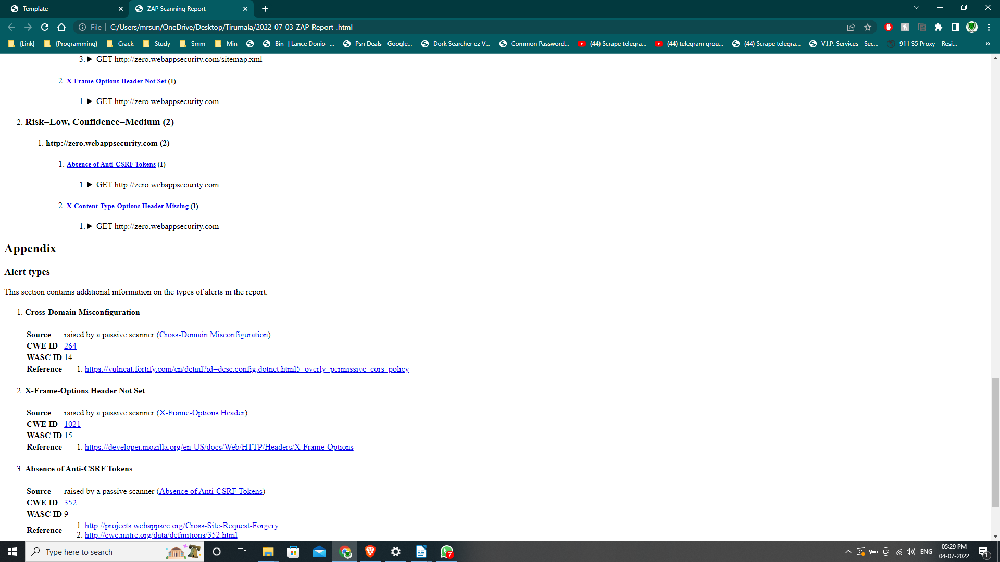 Template
ZAP Scanning Report
File
C:/Users/mrsun/OneDrive/Desktop/Tirumala/2022-07-03-ZAP-Report-.html
{Link}
{Programming}
Crack
Study
Smm
Min
Bin- | Lance Donio -...
Psn Deals - Google...
Dork Searcher ez V...
Common Password...
(44) Scrape telegra...
(44) telegram grou...
(44) Scrape telegra...
V.I.P. Services - Sec...
911 S5 Proxy – Resi...
»
3. ▶ GET http://zero.webappsecurity.com/sitemap.xml
2. X-Frame-Options Header Not Set (1)
1. ▶ GET http://zero.webappsecurity.com
2. Risk=Low, Confidence=Medium (2)
1. http://zero.webappsecurity.com (2)
1. Absence of Anti-CSRF Tokens (1)
1. ▶ GET http://zero.webappsecurity.com
2. X-Content-Type-Options Header Missing (1)
1. ▶ GET http://zero.webappsecurity.com
Appendix
Alert types
This section contains additional information on the types of alerts in the report.
1. Cross-Domain Misconfiguration
Source raised by a passive scanner (Cross-Domain Misconfiguration)
CWE ID 264
WASC ID 14
Reference 1. https://vulncat.fortify.com/en/detail?id=desc.config.dotnet.html5_overly_permissive_cors_policy
2. X-Frame-Options Header Not Set
Source raised by a passive scanner (X-Frame-Options Header)
CWE ID 1021
WASC ID 15
Reference 1. https://developer.mozilla.org/en-US/docs/Web/HTTP/Headers/X-Frame-Options
3. Absence of Anti-CSRF Tokens
Source raised by a passive scanner (Absence of Anti-CSRF Tokens)
CWE ID 352
WASC ID 9
Reference 1. http://projects.webappsec.org/Cross-Site-Request-Forgery
2. http://cwe.mitre.org/data/definitions/352.html
Type here to search
7
ENG
05:29 PM
04-07-2022
1